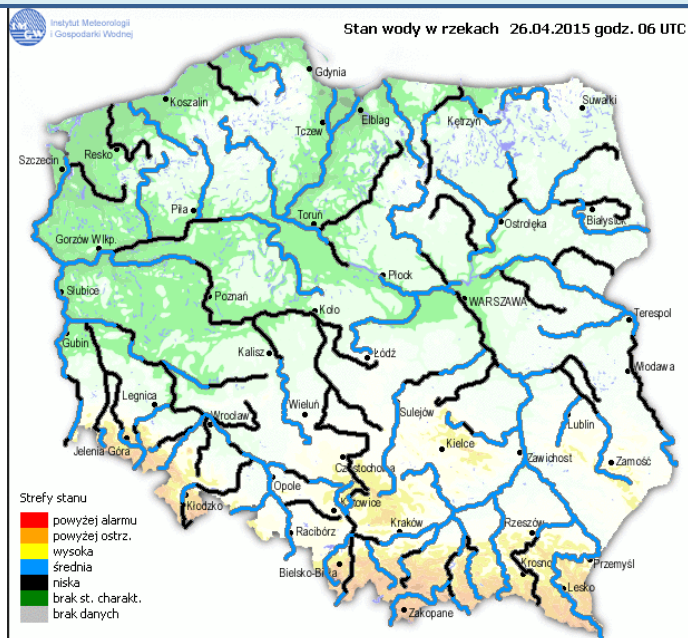 Instytut Meteorologii
i Gospodarki Wodnej
Stan wody w rzekach 26.04.2015 godz. 06 UTC
Gdynia
Koszalin
Suwałki
Elbląg
Kętrzyn
Tczew
Resko
Szczecin
Piła
Toruń
Ostrołęka
Białystok
Gorzów Wlkp.
Płock
Słubice
Poznań
WARSZAWA
Koło
Terespol
Gubin
Kalisz
Łódź
Włodawa
Legnica
Wieluń
Sulejów
Lublin
Wrocław
Jelenia Góra
Kielce
Zawichost
Zamość
Częstochowa
Opole
Kłodzko
Katowice
Kraków
Rzeszów
Racibórz
Przemyśl
Bielsko-Biała
Krosno
Lesko
Zakopane
Strefy stanu
powyżej alarmu
powyżej ostrz.
wysoka
średnia
niska
brak st. charakt.
brak danych